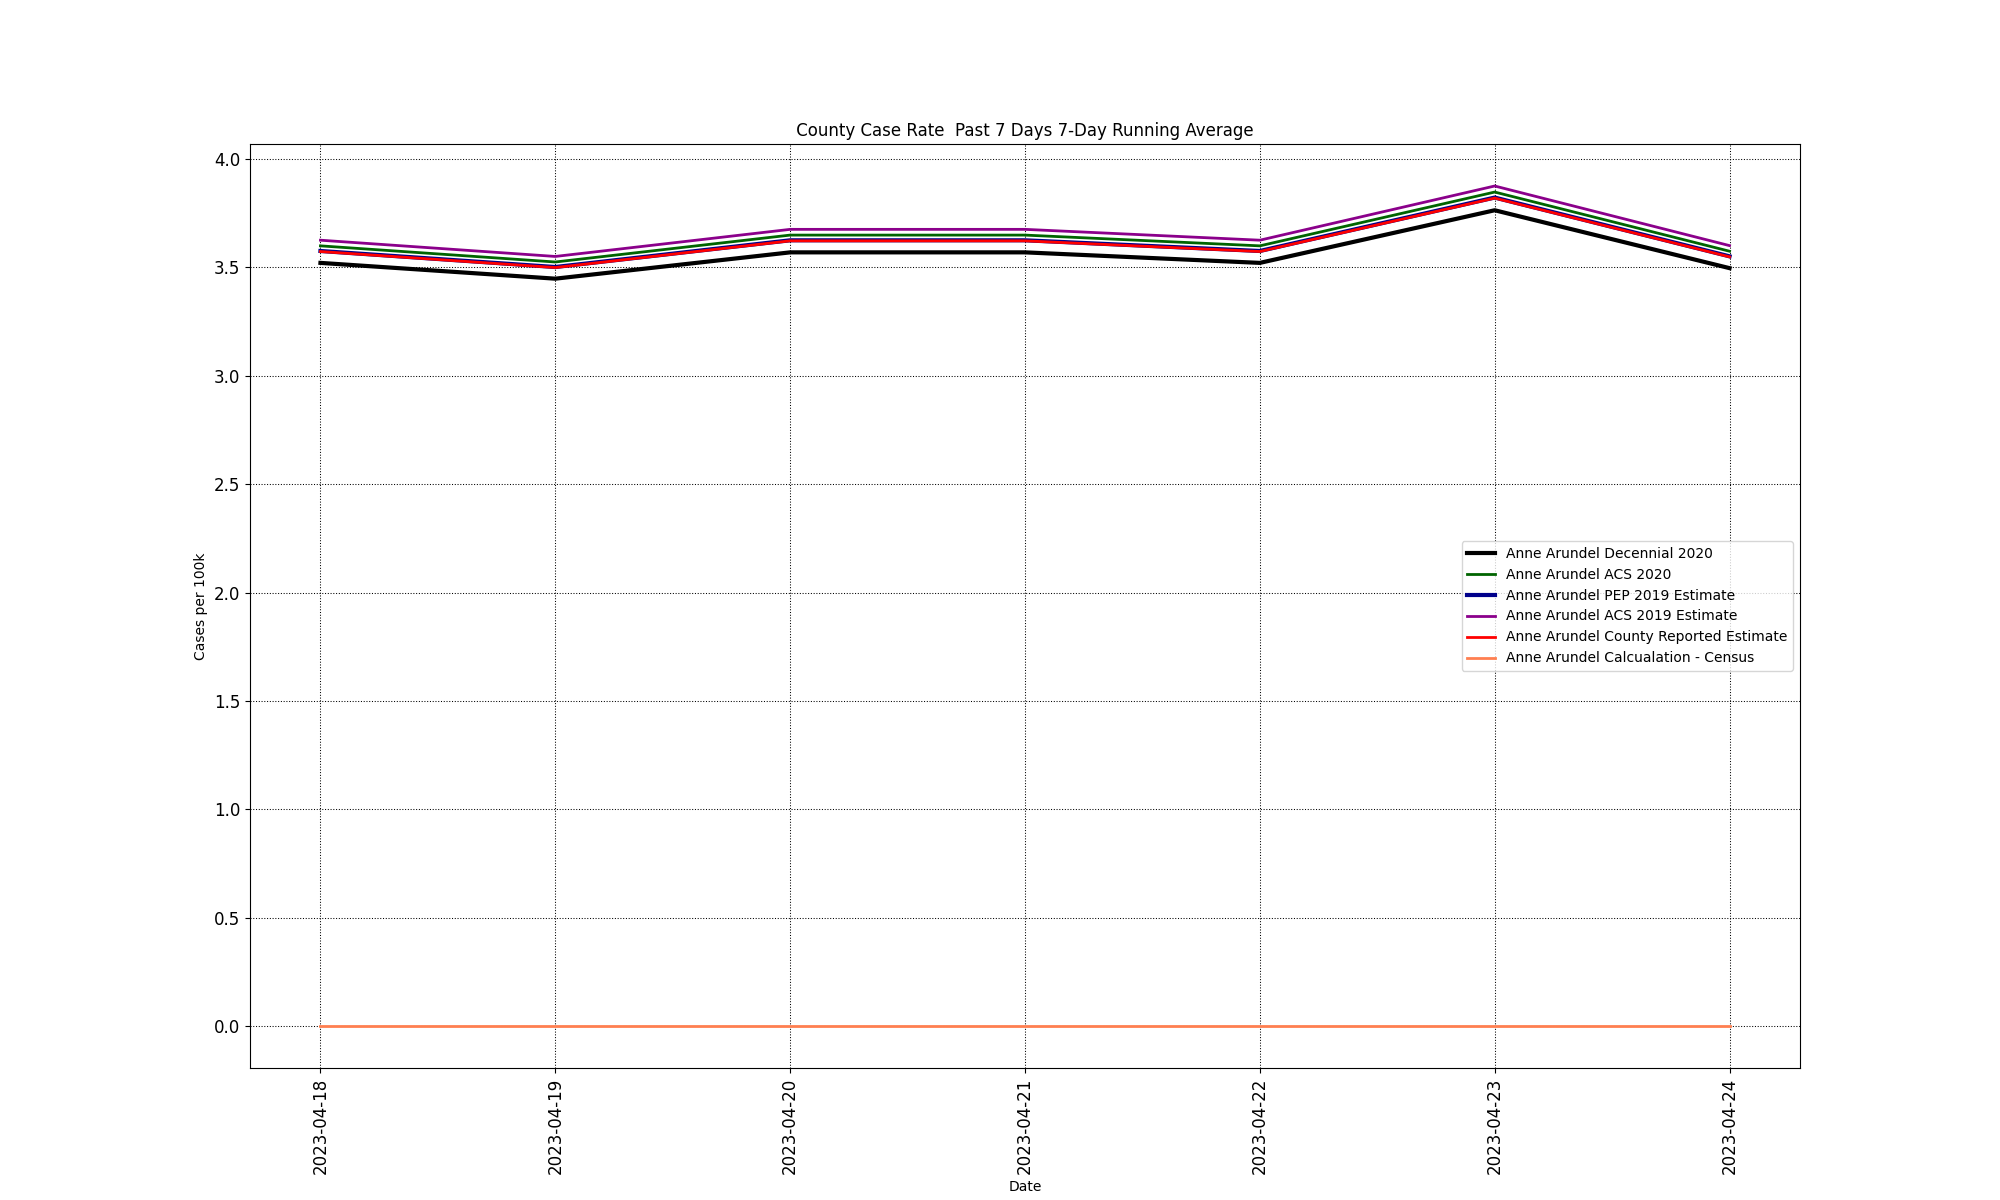 County Case Rate  Past 7 Days 7-Day Running Average
4.0
3.5
3.0
2.5
2.0
1.5
1.0
0.5
0.0
Cases per 100k
Anne Arundel Decennial 2020
Anne Arundel ACS 2020
Anne Arundel PEP 2019 Estimate
Anne Arundel ACS 2019 Estimate
Anne Arundel County Reported Estimate
Anne Arundel Calcualation - Census
2023-04-18
2023-04-19
2023-04-20
2023-04-21
2023-04-22
2023-04-23
2023-04-24
Date